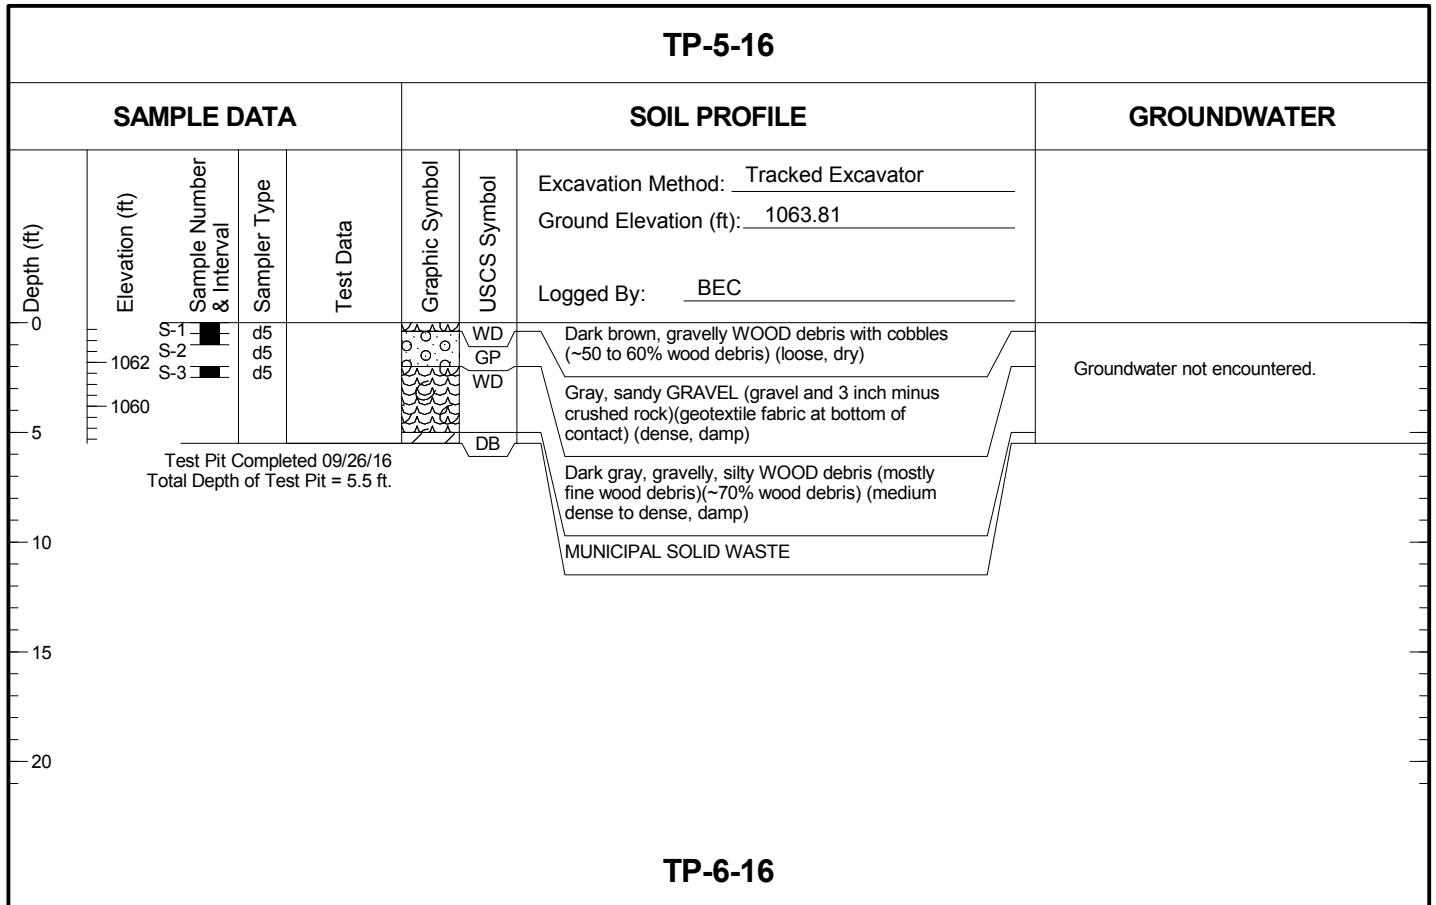 TP-5-16
SAMPLE DATA
SOIL PROFILE
GROUNDWATER
Depth (ft)
Elevation (ft)
Sample Number
& Interval
Sampler Type
Test Data
Graphic Symbol
USCS Symbol
Excavation Method: Tracked Excavator
Ground Elevation (ft): 1063.81
Logged By: BEC
0
S-1 d5
S-2 d5
1062
S-3 d5
1060
5
WD
GP
WD
DB
Dark brown, gravelly WOOD debris with cobbles
(~50 to 60% wood debris) (loose, dry)
Gray, sandy GRAVEL (gravel and 3 inch minus
crushed rock)(geotextile fabric at bottom of
contact) (dense, damp)
Dark gray, gravelly, silty WOOD debris (mostly
fine wood debris)(~70% wood debris) (medium
dense to dense, damp)
MUNICIPAL SOLID WASTE
Groundwater not encountered.
Test Pit Completed 09/26/16
Total Depth of Test Pit = 5.5 ft.
10
15
20
TP-6-16